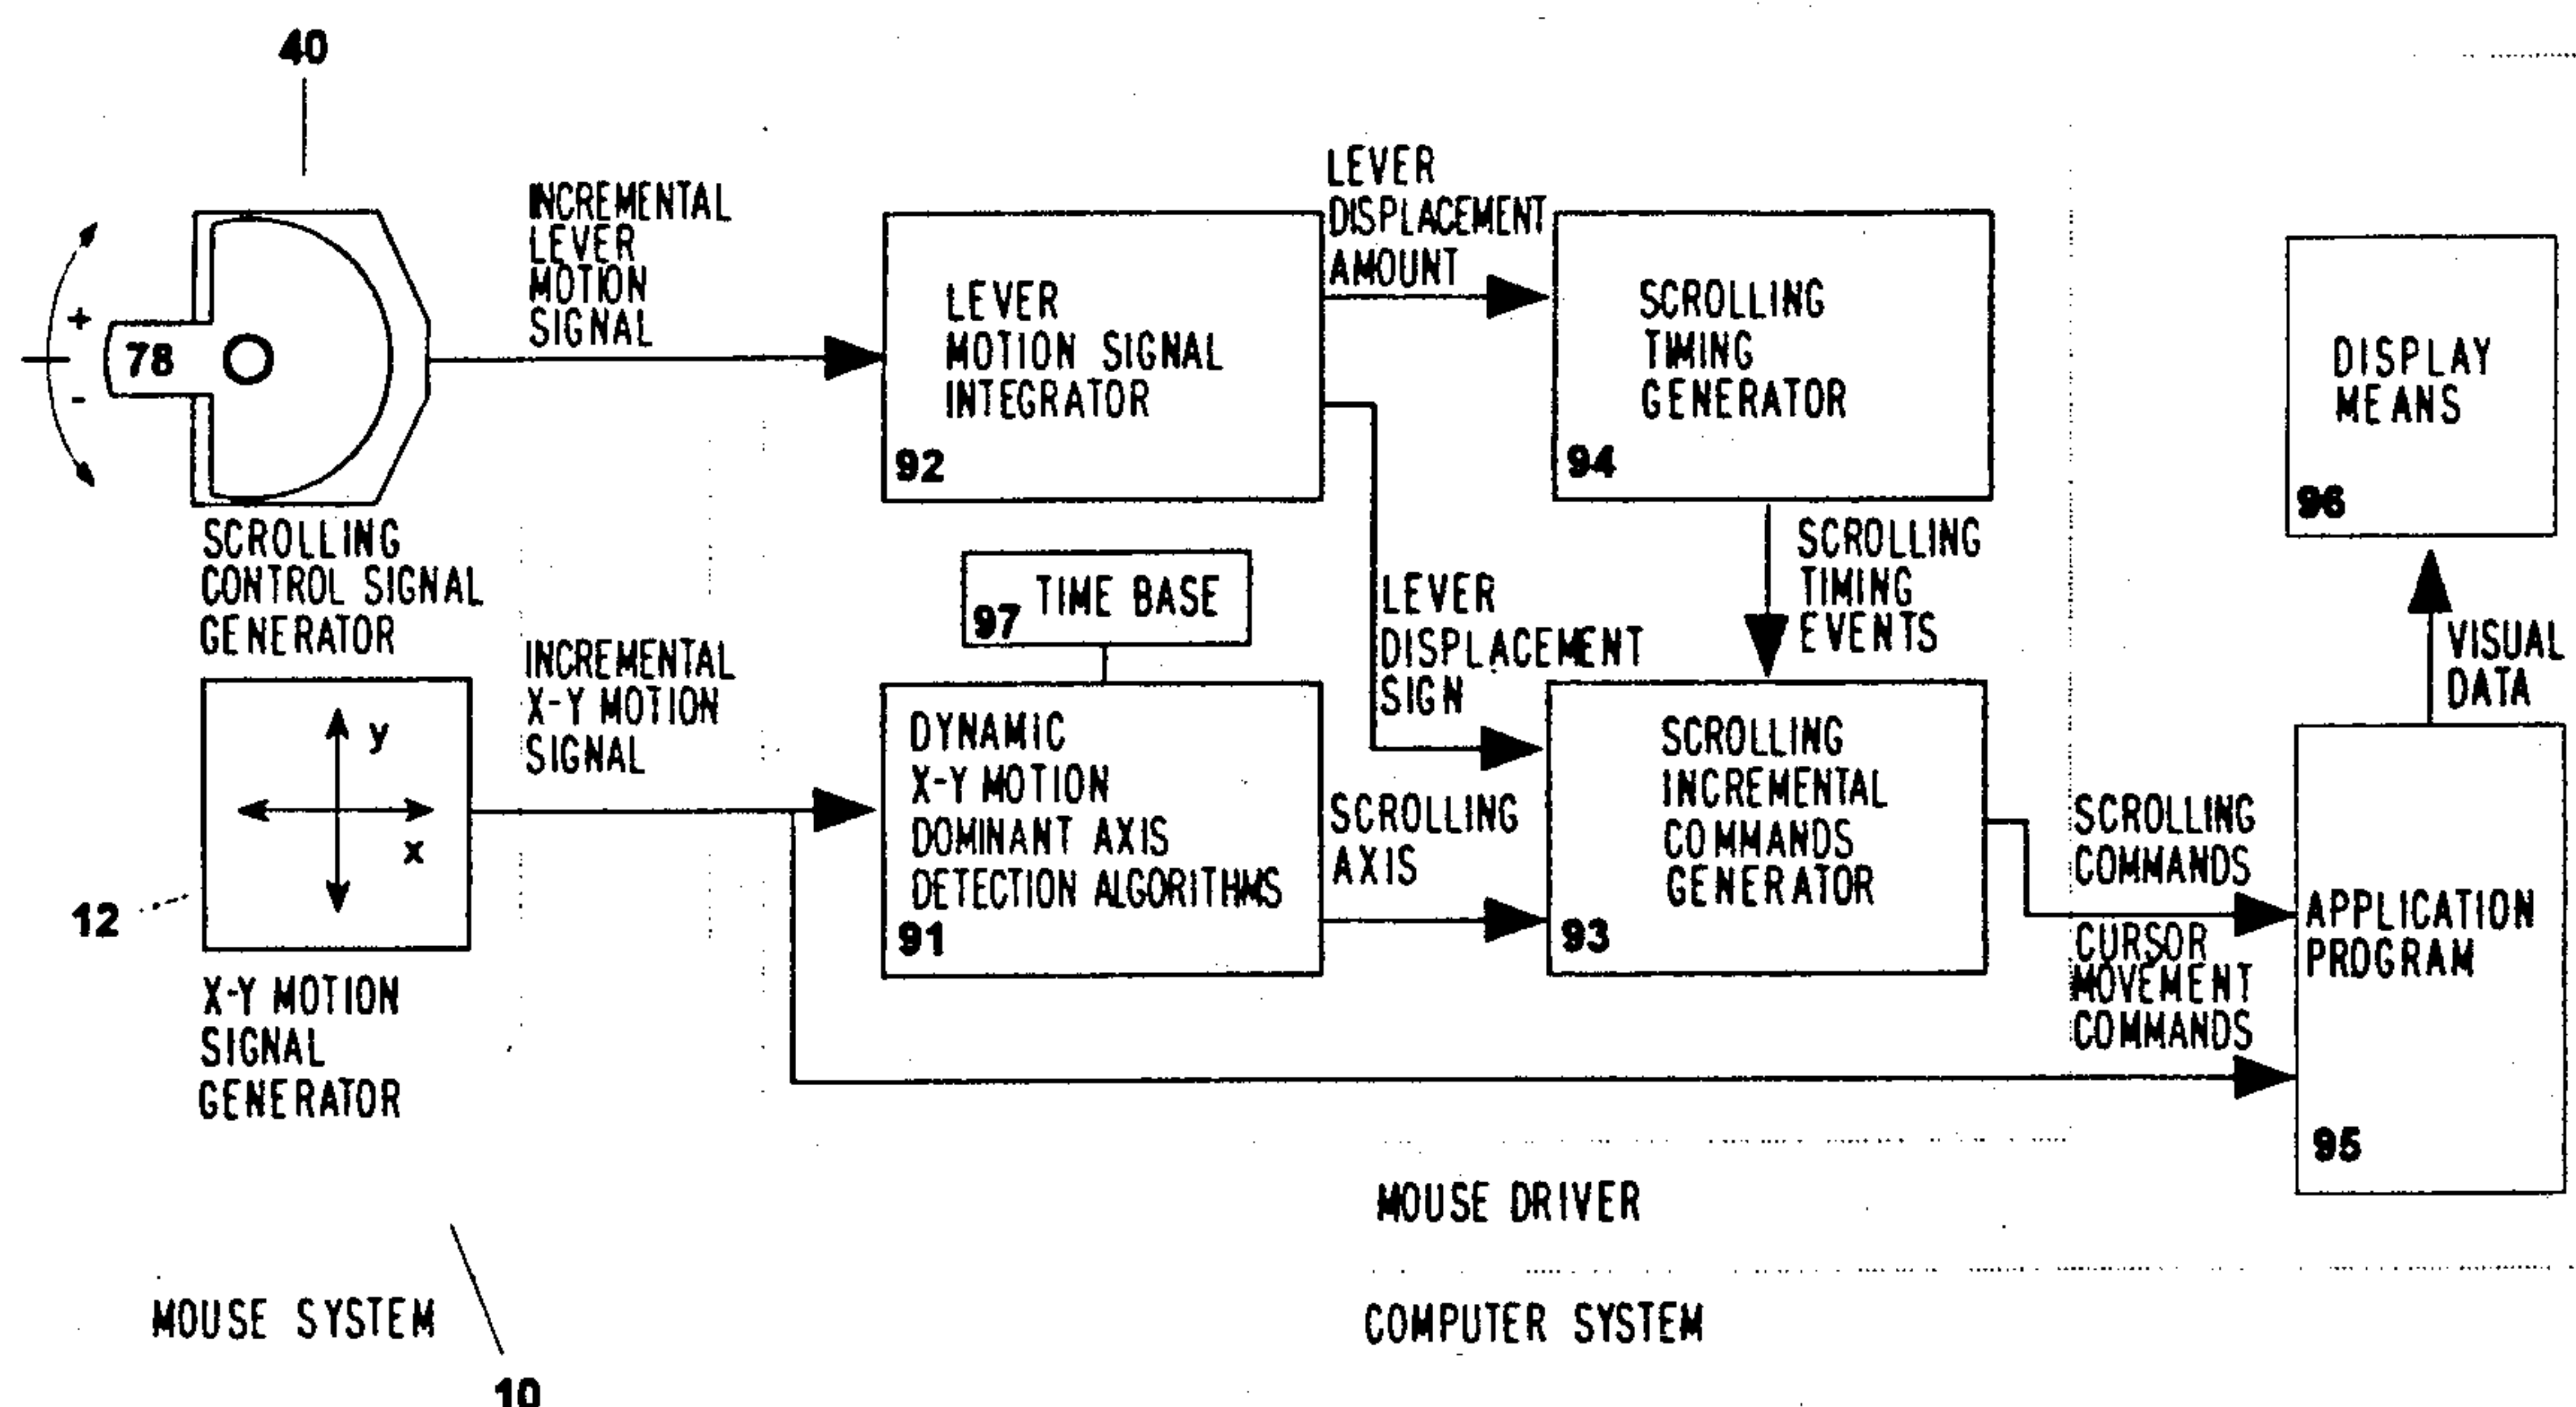 40
INCREMENTAL
LEVER
MOTION
SIGNAL
+
78
-
SCROLLING
CONTROL SIGNAL
GENERATOR
LEVER
MOTION SIGNAL
INTEGRATOR
92
LEVER
DISPLACEMENT
AMOUNT
SCROLLING
TIMING
GENERATOR
94
DISPLAY
MEANS
96
97 TIME BASE
LEVER
DISPLACEMENT
SIGN
SCROLLING
TIMING
EVENTS
VISUAL
DATA
INCREMENTAL
X-Y MOTION
SIGNAL
y
x
12
X-Y MOTION
SIGNAL
GENERATOR
DYNAMIC
X-Y MOTION
DOMINANT AXIS
DETECTION ALGORITHMS
91
SCROLLING
AXIS
SCROLLING
INCREMENTAL
COMMANDS
GENERATOR
93
SCROLLING
COMMANDS
CURSOR
MOVEMENT
COMMANDS
APPLICATION
PROGRAM
95
MOUSE DRIVER
MOUSE SYSTEM
COMPUTER SYSTEM
10